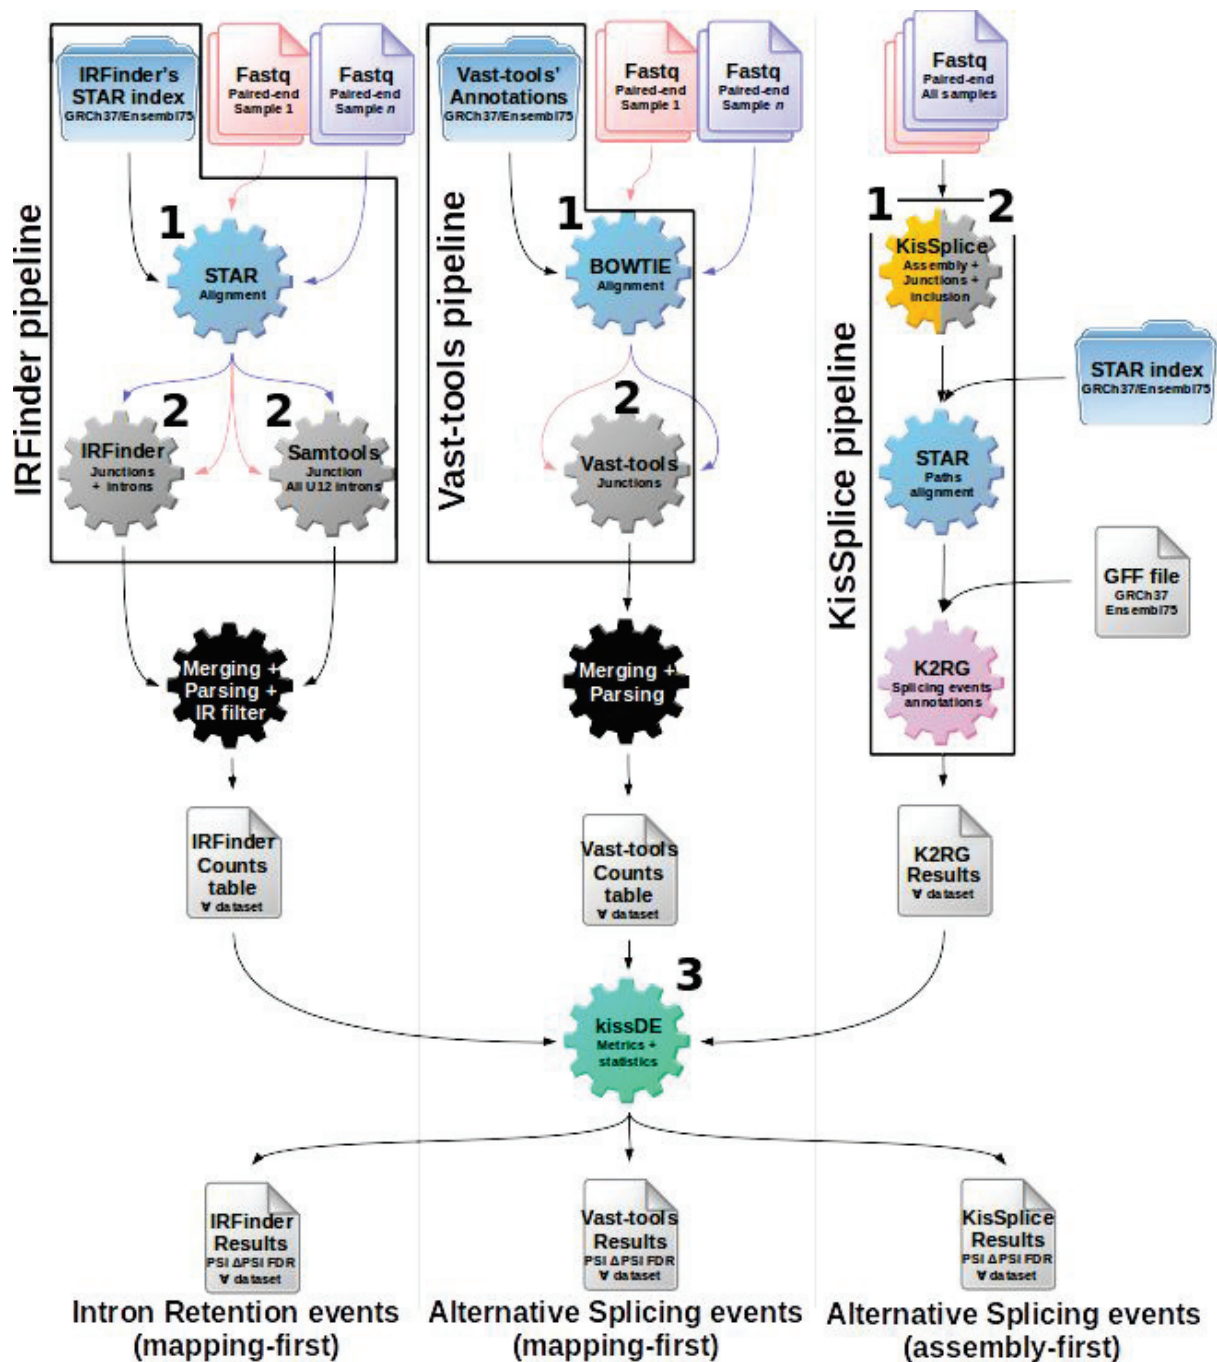 IRFinder's
STAR index
GRCh37/Ensembl75
Fastq
Paired-end
Sample 1
Fastq
Paired-end
Sample n
1
STAR
Alignment
2
IRFinder
Junctions
+ introns
2
Samtools
Junction
All U12 introns
IRFinder pipeline
Merging +
Parsing +
IR filter
IRFinder
Counts
table
∀ dataset
Vast-tools'
Annotations
GRCh37/Ensembl75
Fastq
Paired-end
Sample 1
Fastq
Paired-end
Sample n
1
BOWTIE
Alignment
2
Vast-tools
Junctions
Vast-tools pipeline
Merging +
Parsing
Vast-tools
Counts
table
∀ dataset
Fastq
Paired-end
All samples
1 2
KisSplice
Assembly +
Junctions +
inclusion
STAR index
GRCh37/Ensembl75
STAR
Paths
alignment
GFF file
GRCh37
Ensembl75
K2RG
Splicing events
annotations
KisSplice pipeline
K2RG
Results
∀ dataset
3
kissDE
Metrics +
statistics
IRFinder
Results
PSI ΔPSI FDR
∀ dataset
Intron Retention events
(mapping-first)
Vast-tools
Results
PSI ΔPSI FDR
∀ dataset
Alternative Splicing events
(mapping-first)
KisSplice
Results
PSI ΔPSI FDR
∀ dataset
Alternative Splicing events
(assembly-first)